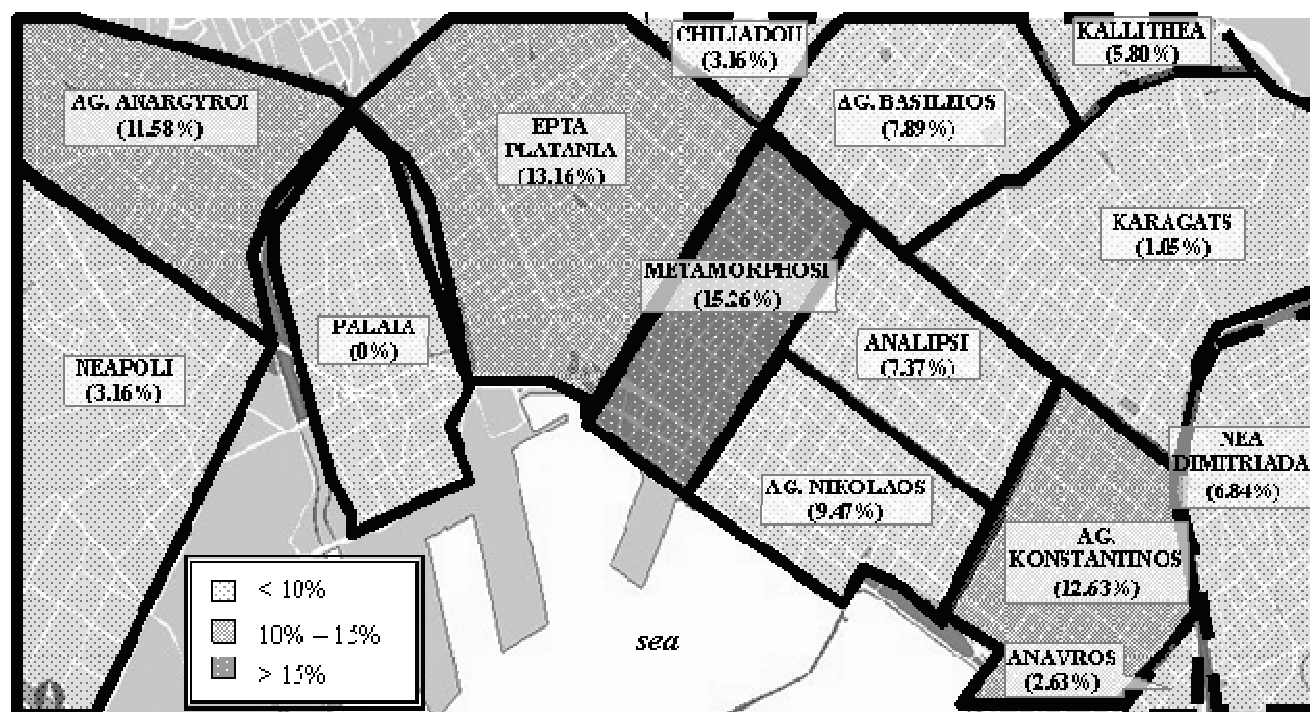 CHILIADOU
(3.16%)
KALLITHEA
(5.80%)
AG. ANARGYROI
(11.58%)
EPTA
PLATANIA
(13.16%)
AG. BASILEIOS
(7.89%)
KARAGATS
(1.05%)
METAMORPHOSI
(15.26%)
PALAIA
(0%)
ANALIPSI
(7.37%)
NEAPOLI
(3.16%)
NEA
DIMITRIADA
(6.84%)
AG. NIKOLAOS
(9.47%)
AG.
KONSTANTINOS
(12.63%)
ANAVROS
(2.63%)
sea
< 10%
10% – 15%
> 15%